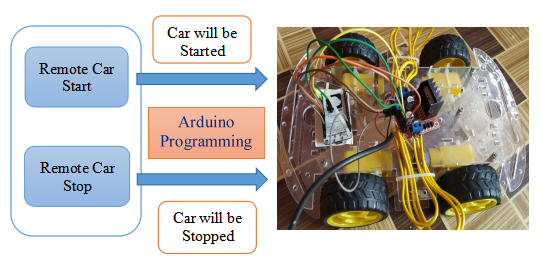 Car will be
Started
Remote Car
Start
Arduino
Programming
Remote Car
Stop
Car will be
Stopped